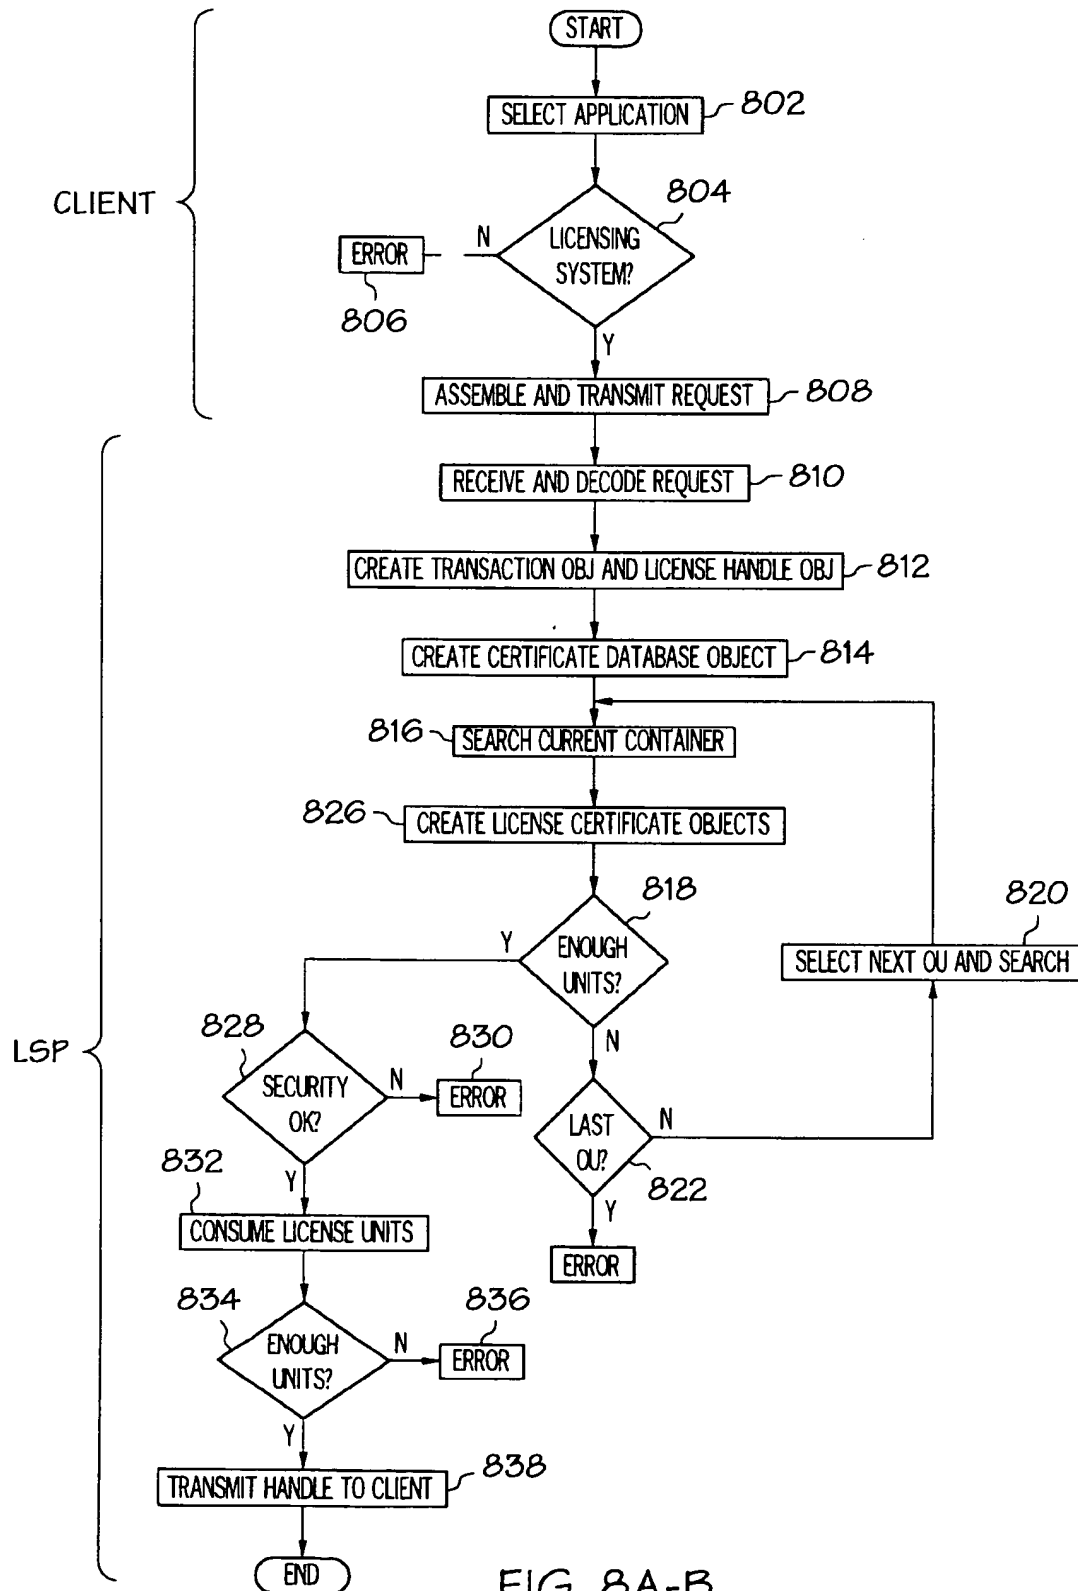 START
SELECT APPLICATION
802
CLIENT
804
LICENSING
SYSTEM?
N
ERROR
806
Y
ASSEMBLE AND TRANSMIT REQUEST
808
RECEIVE AND DECODE REQUEST
810
CREATE TRANSACTION OBJ AND LICENSE HANDLE OBJ
812
CREATE CERTIFICATE DATABASE OBJECT
814
816
SEARCH CURRENT CONTAINER
826
CREATE LICENSE CERTIFICATE OBJECTS
818
ENOUGH
UNITS?
Y
N
820
SELECT NEXT OU AND SEARCH
LSP
828
SECURITY
OK?
N
830
ERROR
Y
LAST
OU?
N
822
Y
ERROR
832
CONSUME LICENSE UNITS
834
ENOUGH
UNITS?
N
836
ERROR
Y
TRANSMIT HANDLE TO CLIENT
838
END
FIG. 8A-B